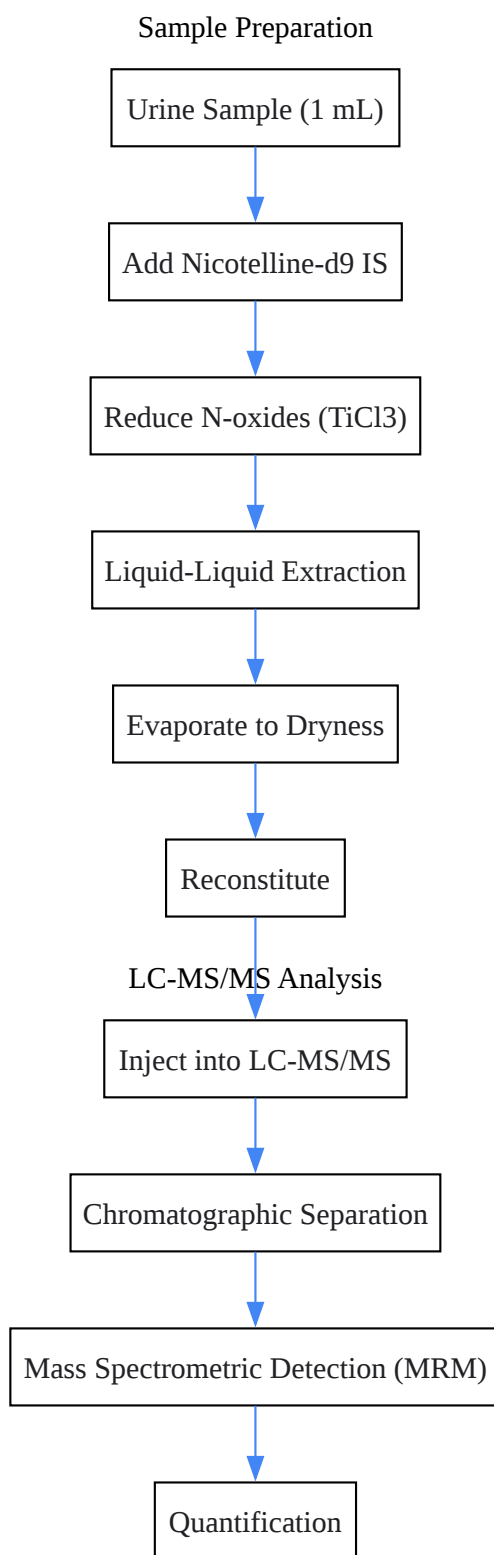 Sample Preparation
Urine Sample (1 mL)
Add Nicotelline-d9 IS
Reduce N-oxides (TiCl3)
Liquid-Liquid Extraction
Evaporate to Dryness
Reconstitute
LC-MS/MS Analysis
Inject into LC-MS/MS
Chromatographic Separation
Mass Spectrometric Detection (MRM)
Quantification